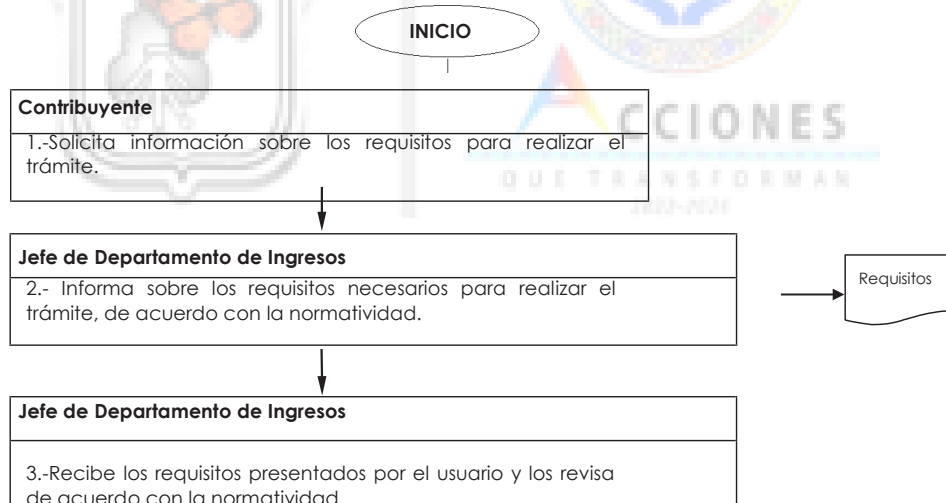 INICIO
CCIONES
QUE TRANSFORMAN
Contribuyente
1.-Solicita información sobre los requisitos para realizar el
trámite.
Jefe de Departamento de Ingresos
2.- Informa sobre los requisitos necesarios para realizar el
trámite, de acuerdo con la normatividad.
Requisitos
Jefe de Departamento de Ingresos
3.-Recibe los requisitos presentados por el usuario y los revisa
de acuerdo con la normatividad